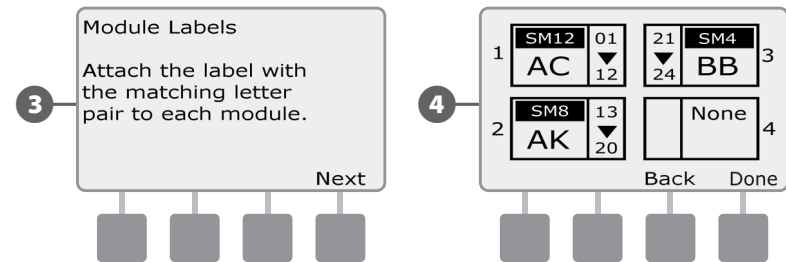 3
Module Labels
Attach the label with
the matching letter
pair to each module.
Next
4
1
SM12
AC
01
12
21
24
SM4
BB
3
2
SM8
AK
13
20
None
4
Back Done